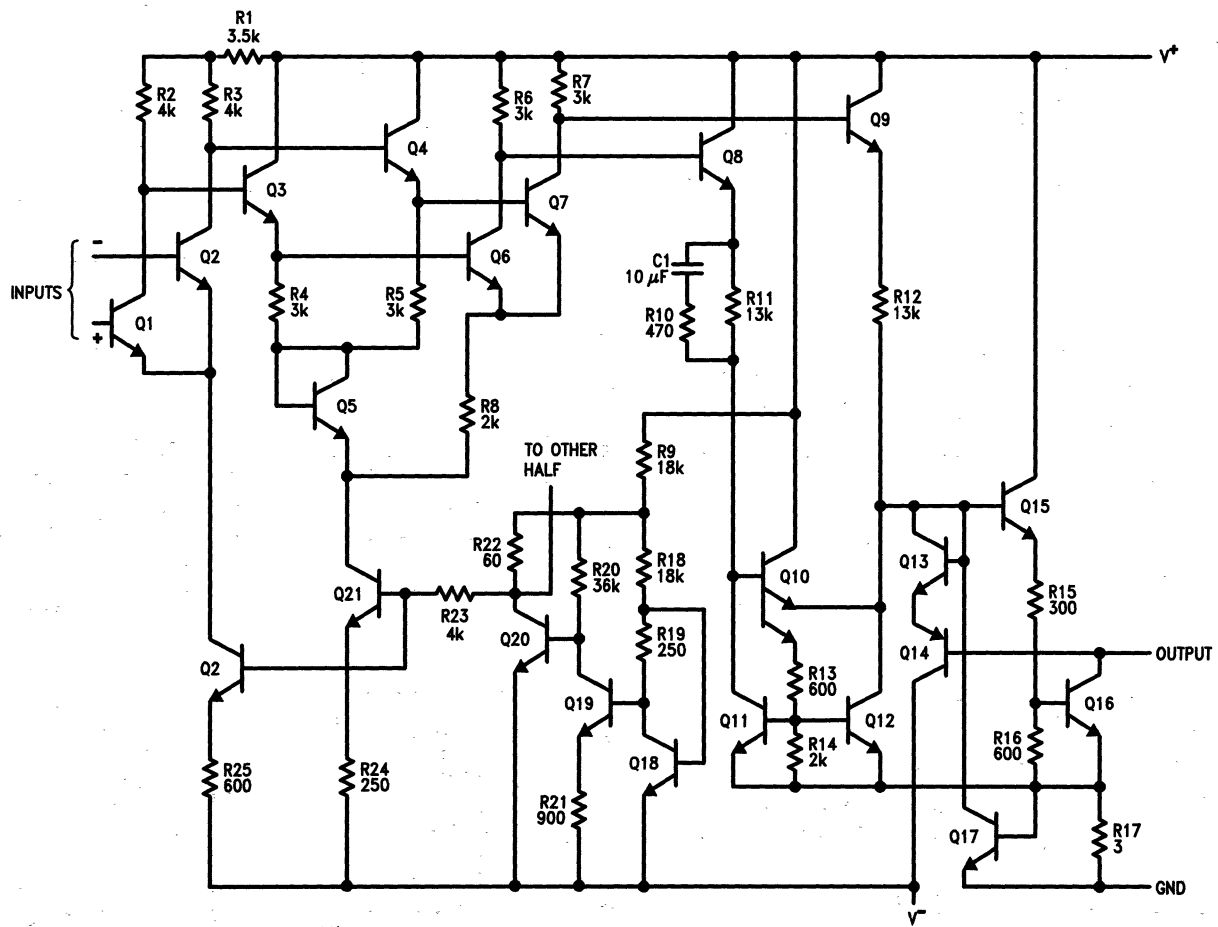 R1
3.5k
V+
R2
4k
R3
4k
R6
3k
R7
3k
Q4
Q8
Q9
Q3
Q7
Q2
Q6
−
INPUTS
+
Q1
R4
3k
R5
3k
C1
10 µF
R10
470
R11
13k
R12
13k
Q5
R8
2k
TO OTHER
HALF
R9
18k
Q15
R22
60
R20
36k
R18
18k
Q13
Q21
R23
4k
Q10
R15
300
Q20
R19
250
Q14
OUTPUT
Q2
R13
600
Q19
Q11
Q12
Q16
R14
2k
R16
600
R25
600
R24
250
Q18
R21
900
Q17
R17
3
GND
V−